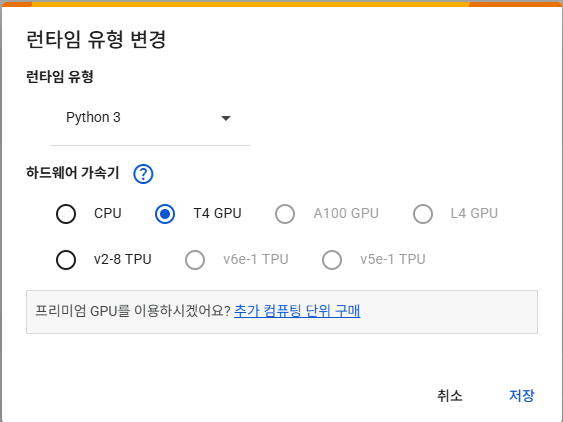 런타임 유형 변경
런타임 유형
Python 3
하드웨어 가속기 ?
CPU T4 GPU A100 GPU L4 GPU
v2-8 TPU v6e-1 TPU v5e-1 TPU
프리미엄 GPU를 이용하시겠어요? 추가 컴퓨팅 단위 구매
취소 저장